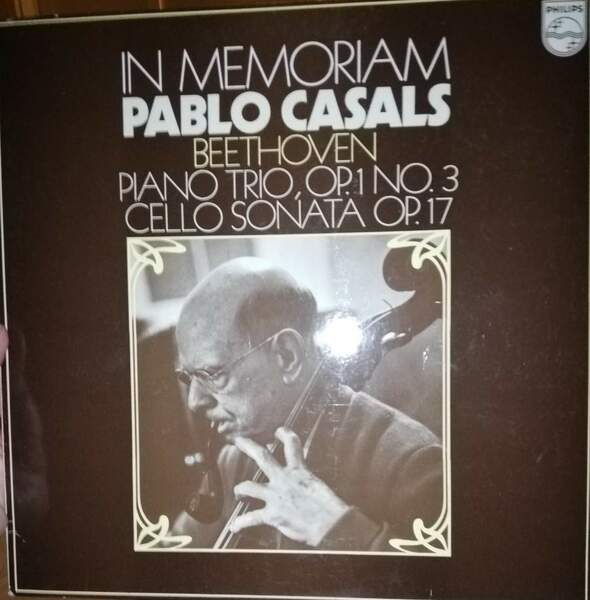 PHILIPS
IN MEMORIAM
PABLO CASALS
BEETHOVEN
PIANO TRIO, OP.1 NO. 3
CELLO SONATA OP.17